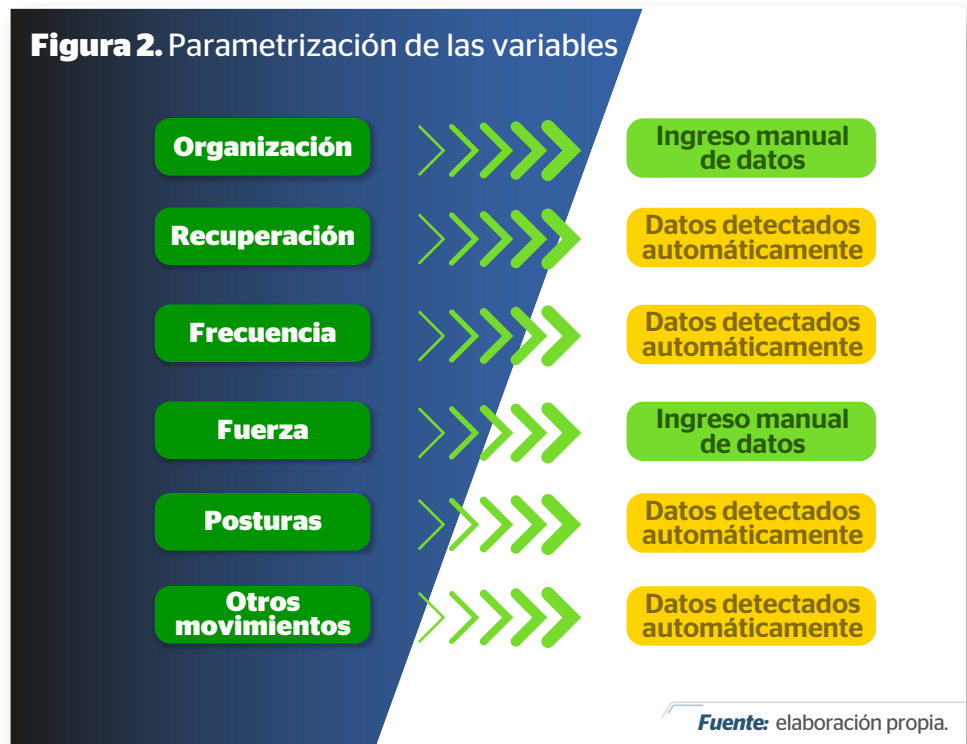 Figura 2. Parametrización de las variables
Organización
Ingreso manual
de datos
Recuperación
Datos detectados
automáticamente
Frecuencia
Datos detectados
automáticamente
Fuerza
Ingreso manual
de datos
Posturas
Datos detectados
automáticamente
Otros
movimientos
Datos detectados
automáticamente
Fuente: elaboración propia.